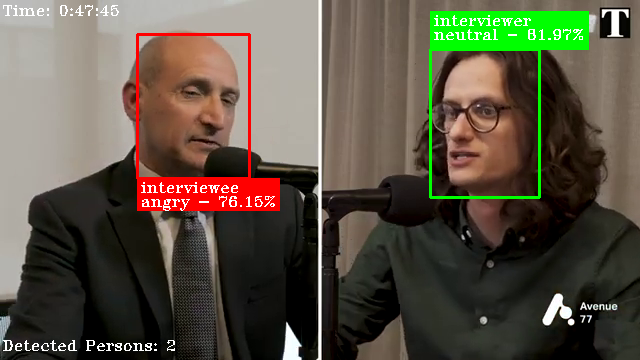 Time: 0:47:45
interviewer
neutral - 81.97%
T
interviewee
angry - 76.15%
Avenue
77
Detected Persons: 2